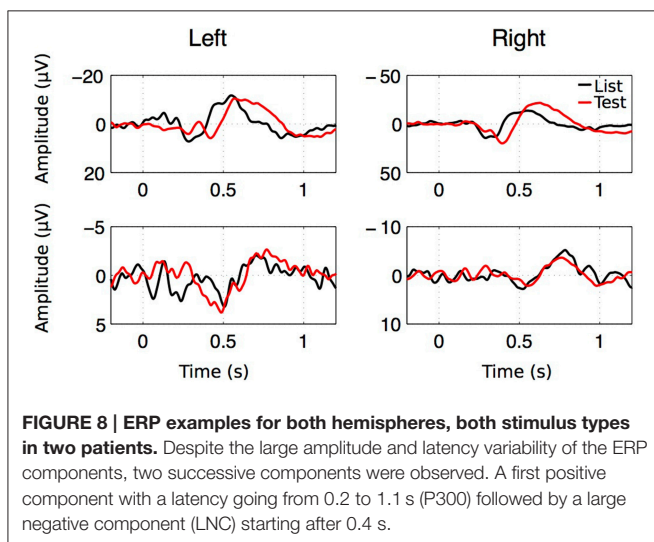 Left
Right
Amplitude (μV)
−20
0
20
0
0.5
1
−50
0
50
0
0.5
1
List
Test
Amplitude (μV)
−5
0
5
0
0.5
1
Time (s)
−10
0
10
0
0.5
1
Time (s)
FIGURE 8 | ERP examples for both hemispheres, both stimulus types
in two patients. Despite the large amplitude and latency variability of the ERP
components, two successive components were observed. A first positive
component with a latency going from 0.2 to 1.1 s (P300) followed by a large
negative component (LNC) starting after 0.4 s.